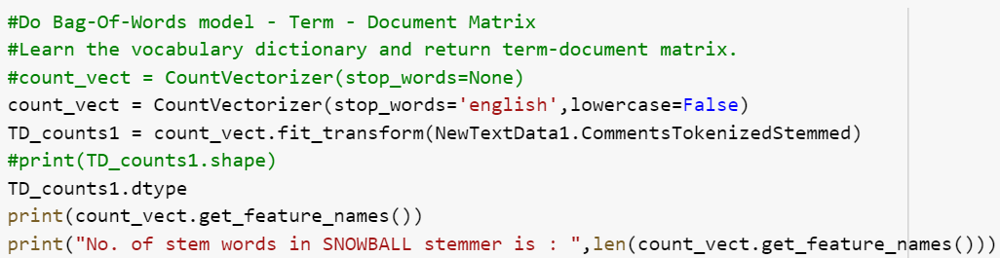 #Do Bag-Of-Words model - Term - Document Matrix
#Learn the vocabulary dictionary and return term-document matrix.
#count_vect = CountVectorizer(stop_words=None)
count_vect = CountVectorizer(stop_words='english',lowercase=False)
TD_counts1 = count_vect.fit_transform(NewTextData1.CommentsTokenizedStemmed)
#print(TD_counts1.shape)
TD_counts1.dtype
print(count_vect.get_feature_names())
print("No. of stem words in SNOWBALL stemmer is : ",len(count_vect.get_feature_names()))